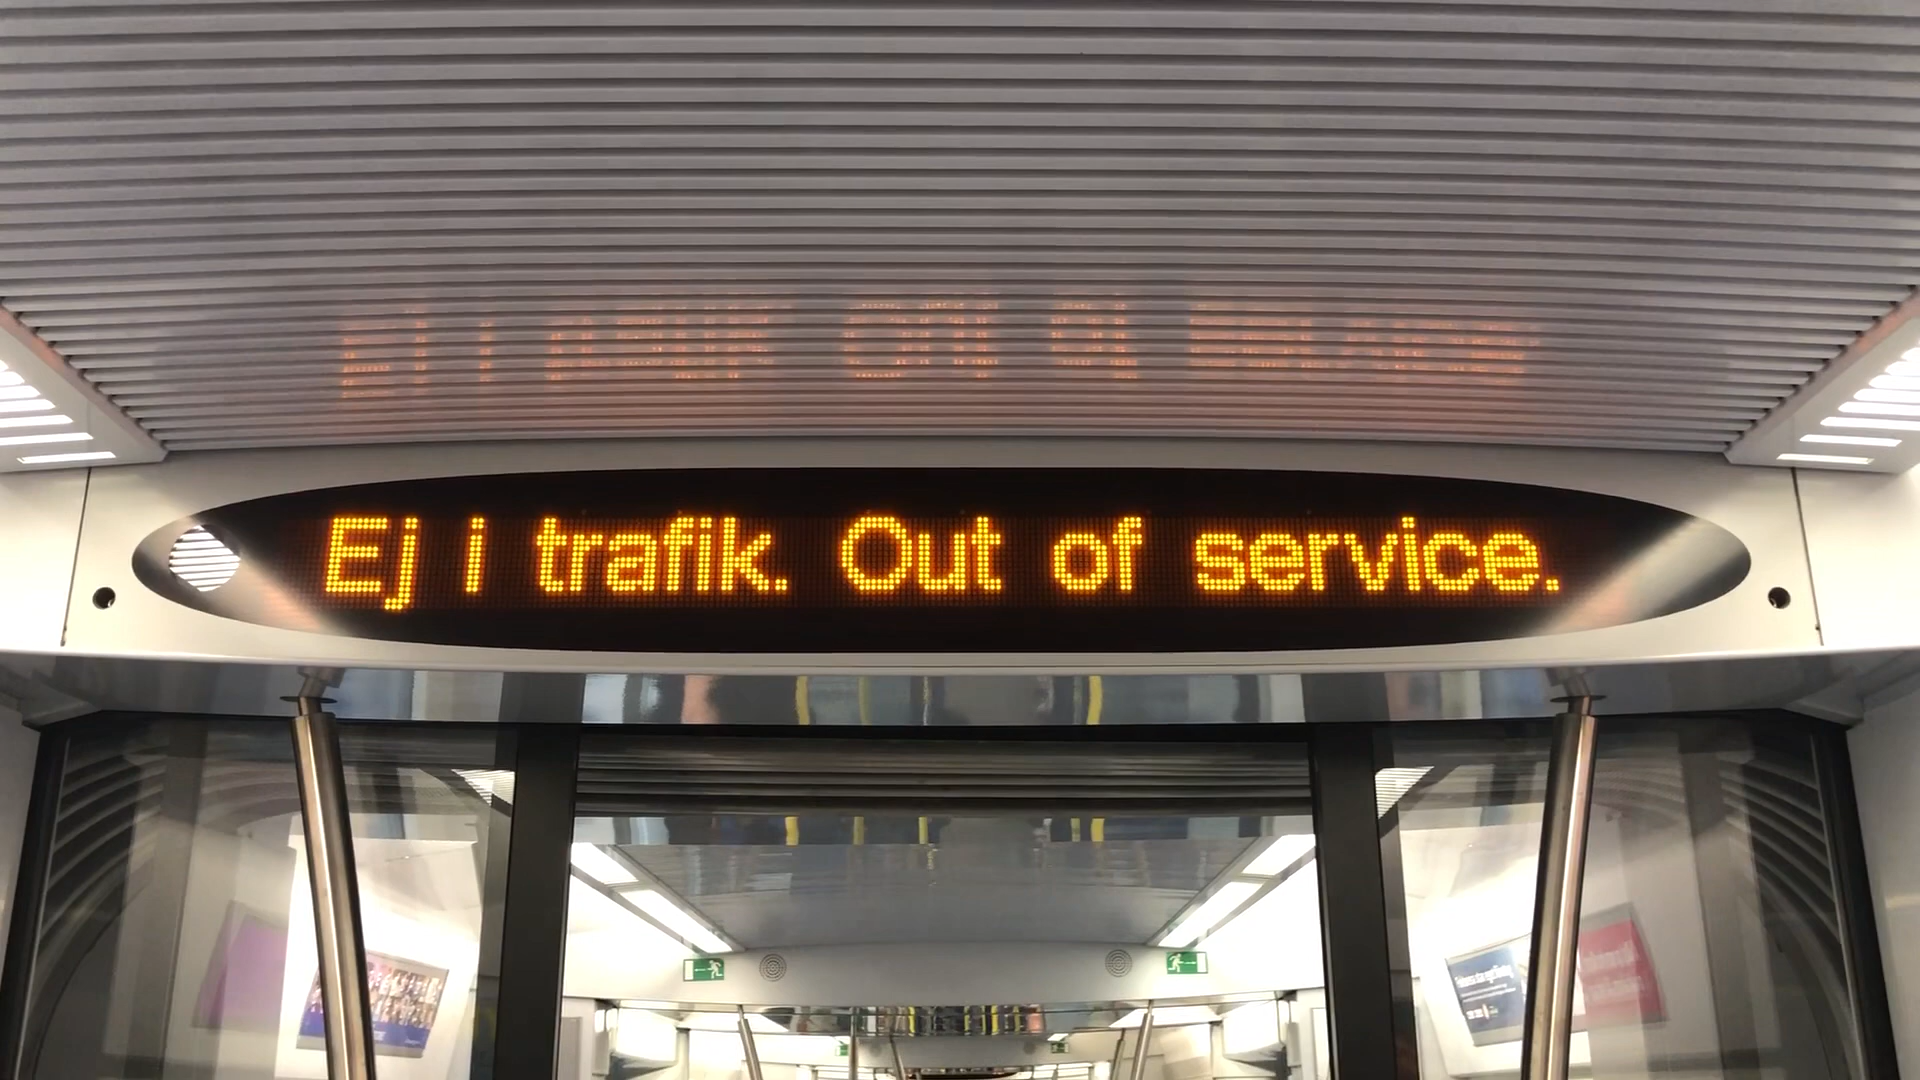 Ej i trafik. Out of service.